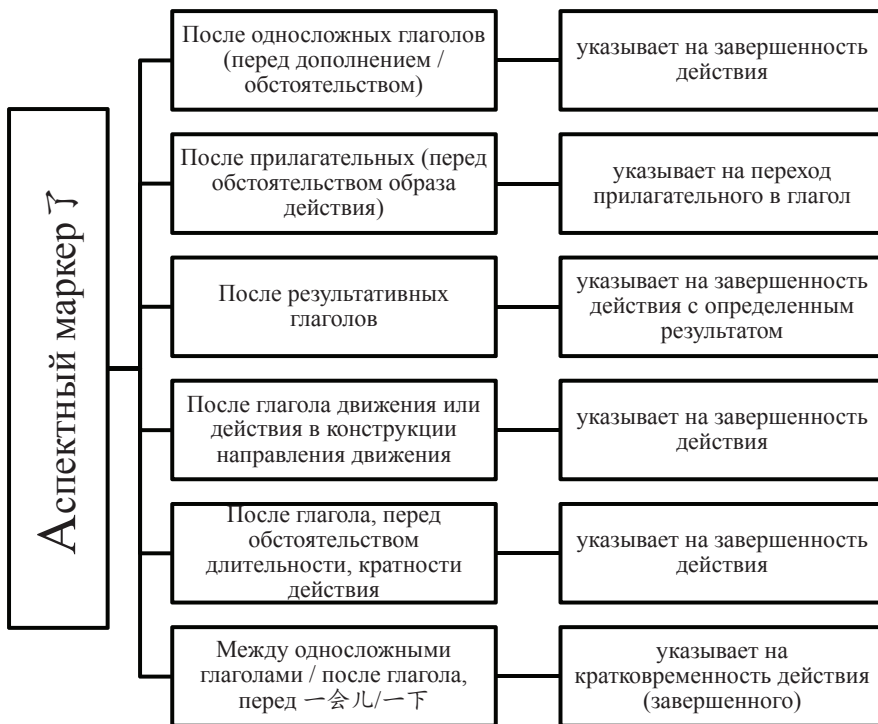 Аспектный маркер 了
После односложных глаголов
(перед дополнением /
обстоятельством)
указывает на завершенность
действия
После прилагательных (перед
обстоятельством образа
действия)
указывает на переход
прилагательного в глагол
После результативных
глаголов
указывает на завершенность
действия с определенным
результатом
После глагола движения или
действия в конструкции
направления движения
указывает на завершенность
действия
После глагола, перед
обстоятельством
длительности, кратности
действия
указывает на завершенность
действия
Между односложными
глаголами / после глагола,
перед 一会儿/一下
указывает на
кратковременность действия
(завершенного)